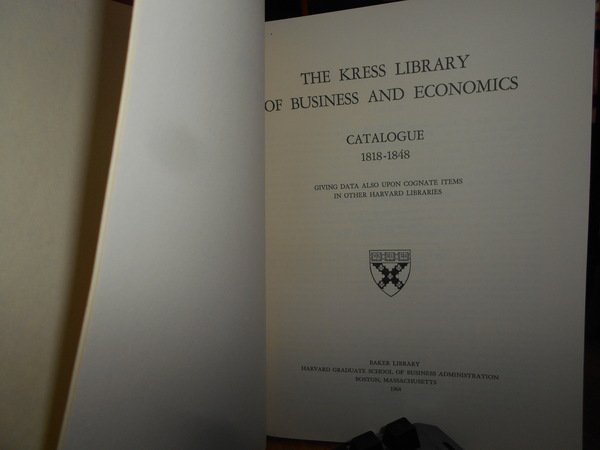 THE KRESS LIBRARY
OF BUSINESS AND ECONOMICS
CATALOGUE
1818-1848
GIVING DATA ALSO UPON COGNATE ITEMS
IN OTHER HARVARD LIBRARIES
BAKER LIBRARY
HARVARD GRADUATE SCHOOL OF BUSINESS ADMINISTRATION
BOSTON, MASSACHUSETTS
1964